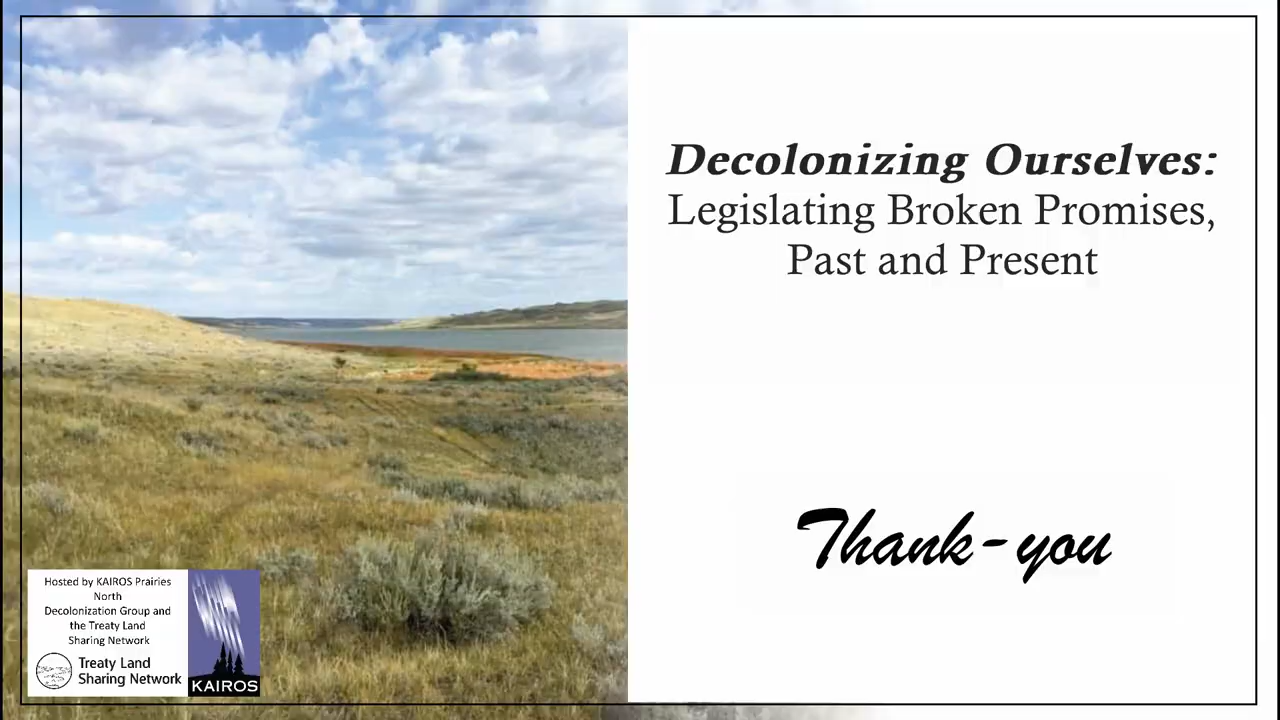 Decolonizing Ourselves:
Legislating Broken Promises,
Past and Present
Thank-you
Hosted by KAIROS Prairies
North
Decolonization Group and
the Treaty Land
Sharing Network
Treaty Land
Sharing Network
KAIROS